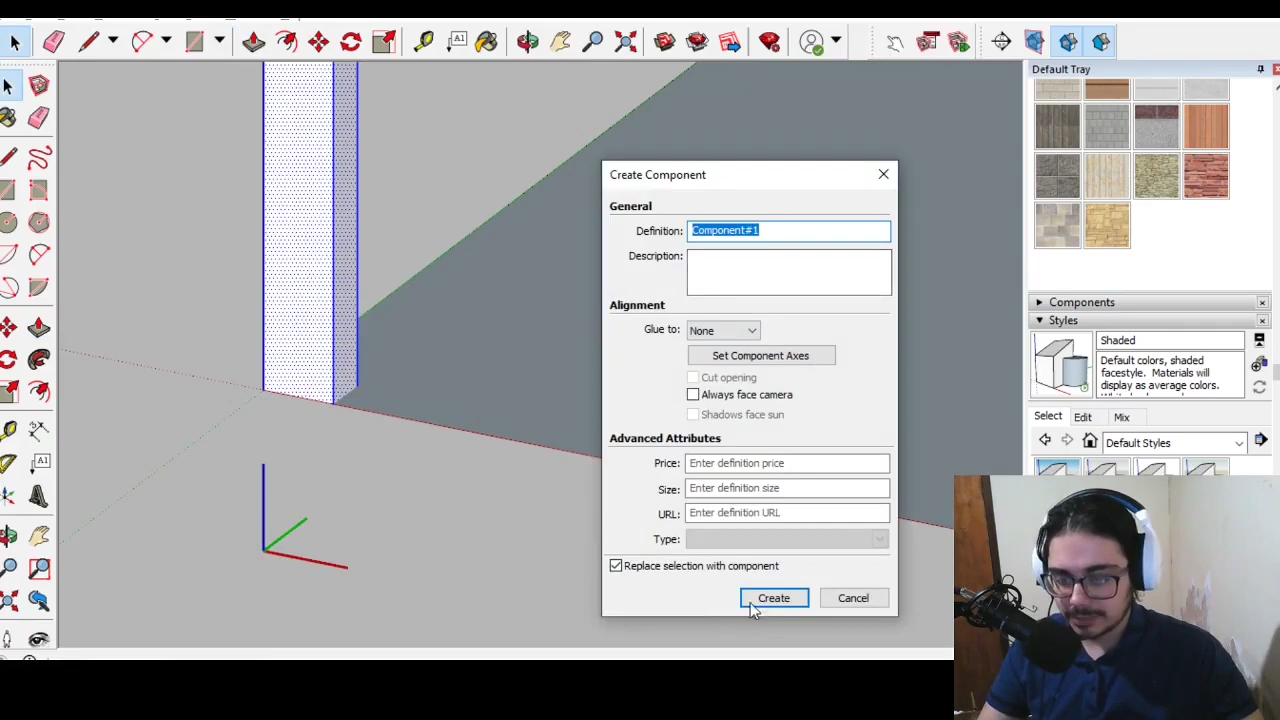 A1
Default Tray
Create Component
General
Definition: Component#1
Description:
Alignment
Glue to: None
Set Component Axes
Cut opening
Always face camera
Shadows face sun
Advanced Attributes
Price: Enter definition price
Size: Enter definition size
URL: Enter definition URL
Type:
Replace selection with component
Create Cancel
Components
Styles
Shaded
Default colors, shaded
facestyle. Materials will
display as average colors.
Select Edit Mix
Default Styles
A1